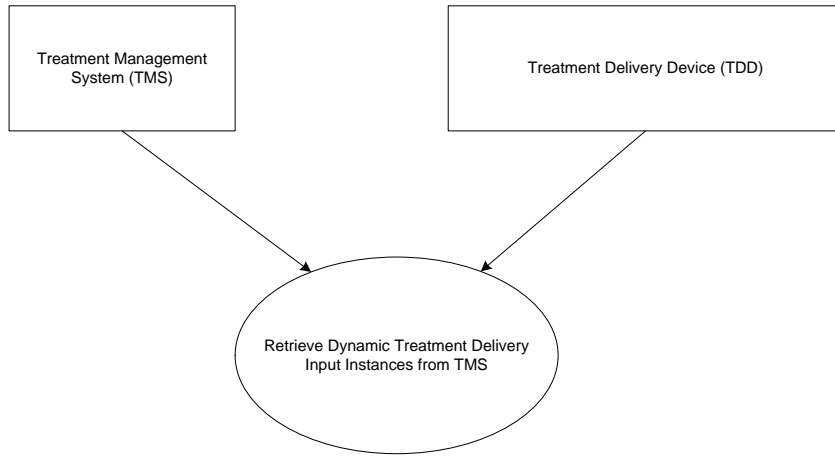 Treatment Management
System (TMS)
Treatment Delivery Device (TDD)
Retrieve Dynamic Treatment Delivery
Input Instances from TMS